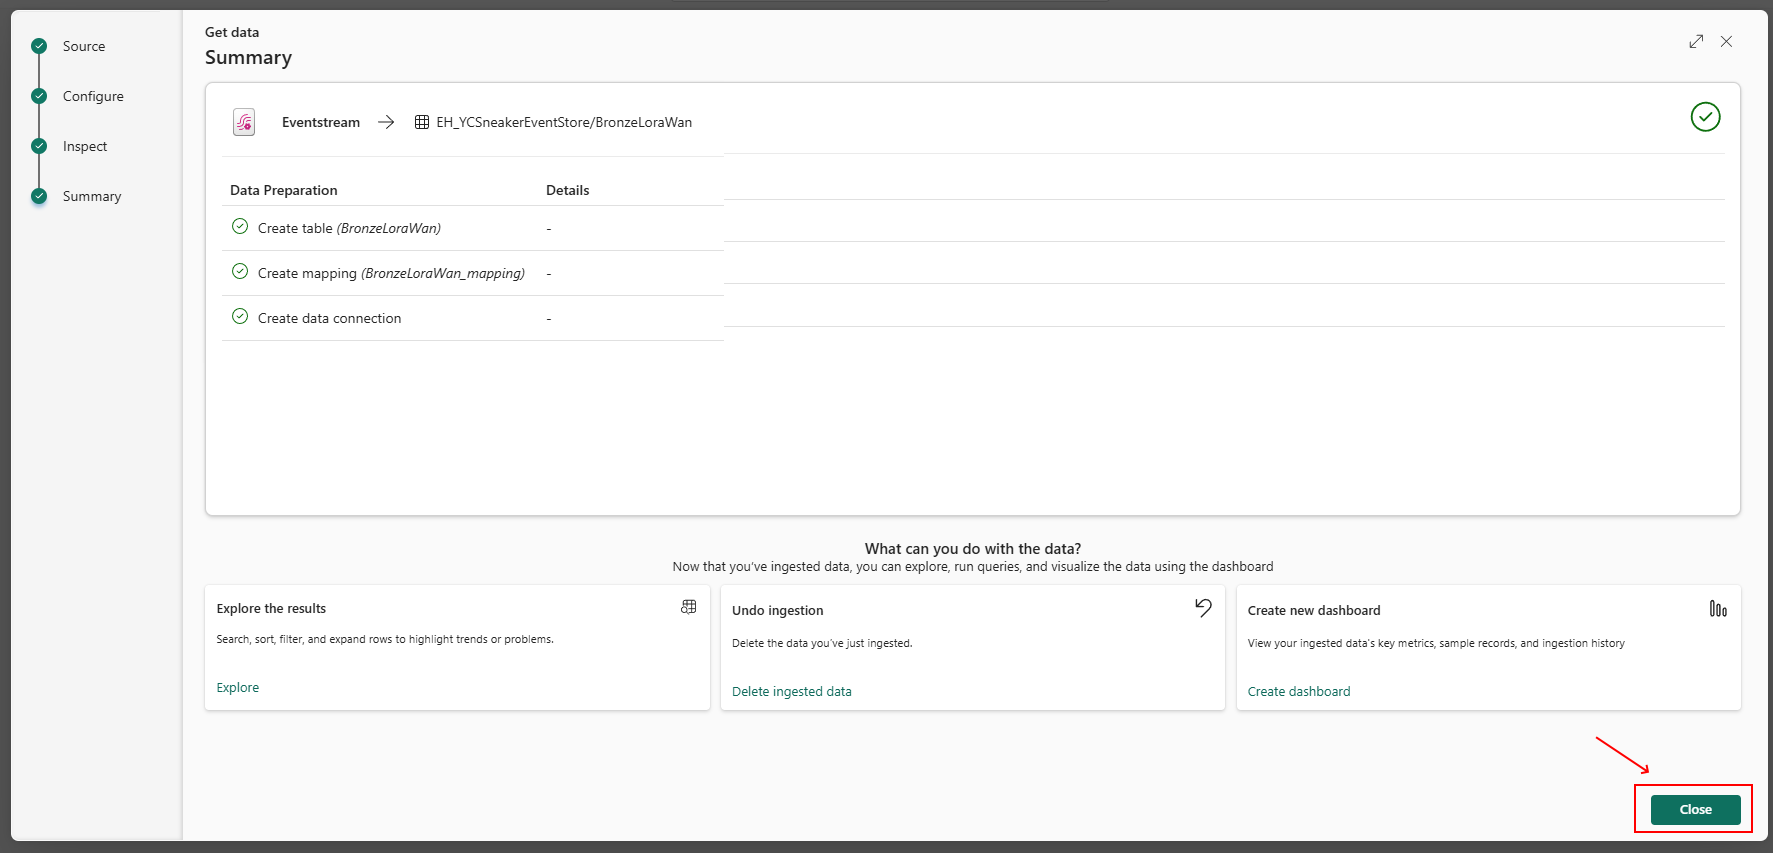 Source
Configure
Inspect
Summary
Get data
Summary
Eventstream → EH_YCSneakerEventStore/BronzeLoraWan
Data Preparation Details
Create table (BronzeLoraWan) -
Create mapping (BronzeLoraWan_mapping) -
Create data connection -
What can you do with the data?
Now that you've ingested data, you can explore, run queries, and visualize the data using the dashboard
Explore the results
Search, sort, filter, and expand rows to highlight trends or problems.
Explore
Undo ingestion
Delete the data you've just ingested.
Delete ingested data
Create new dashboard
View your ingested data's key metrics, sample records, and ingestion history
Create dashboard
Close